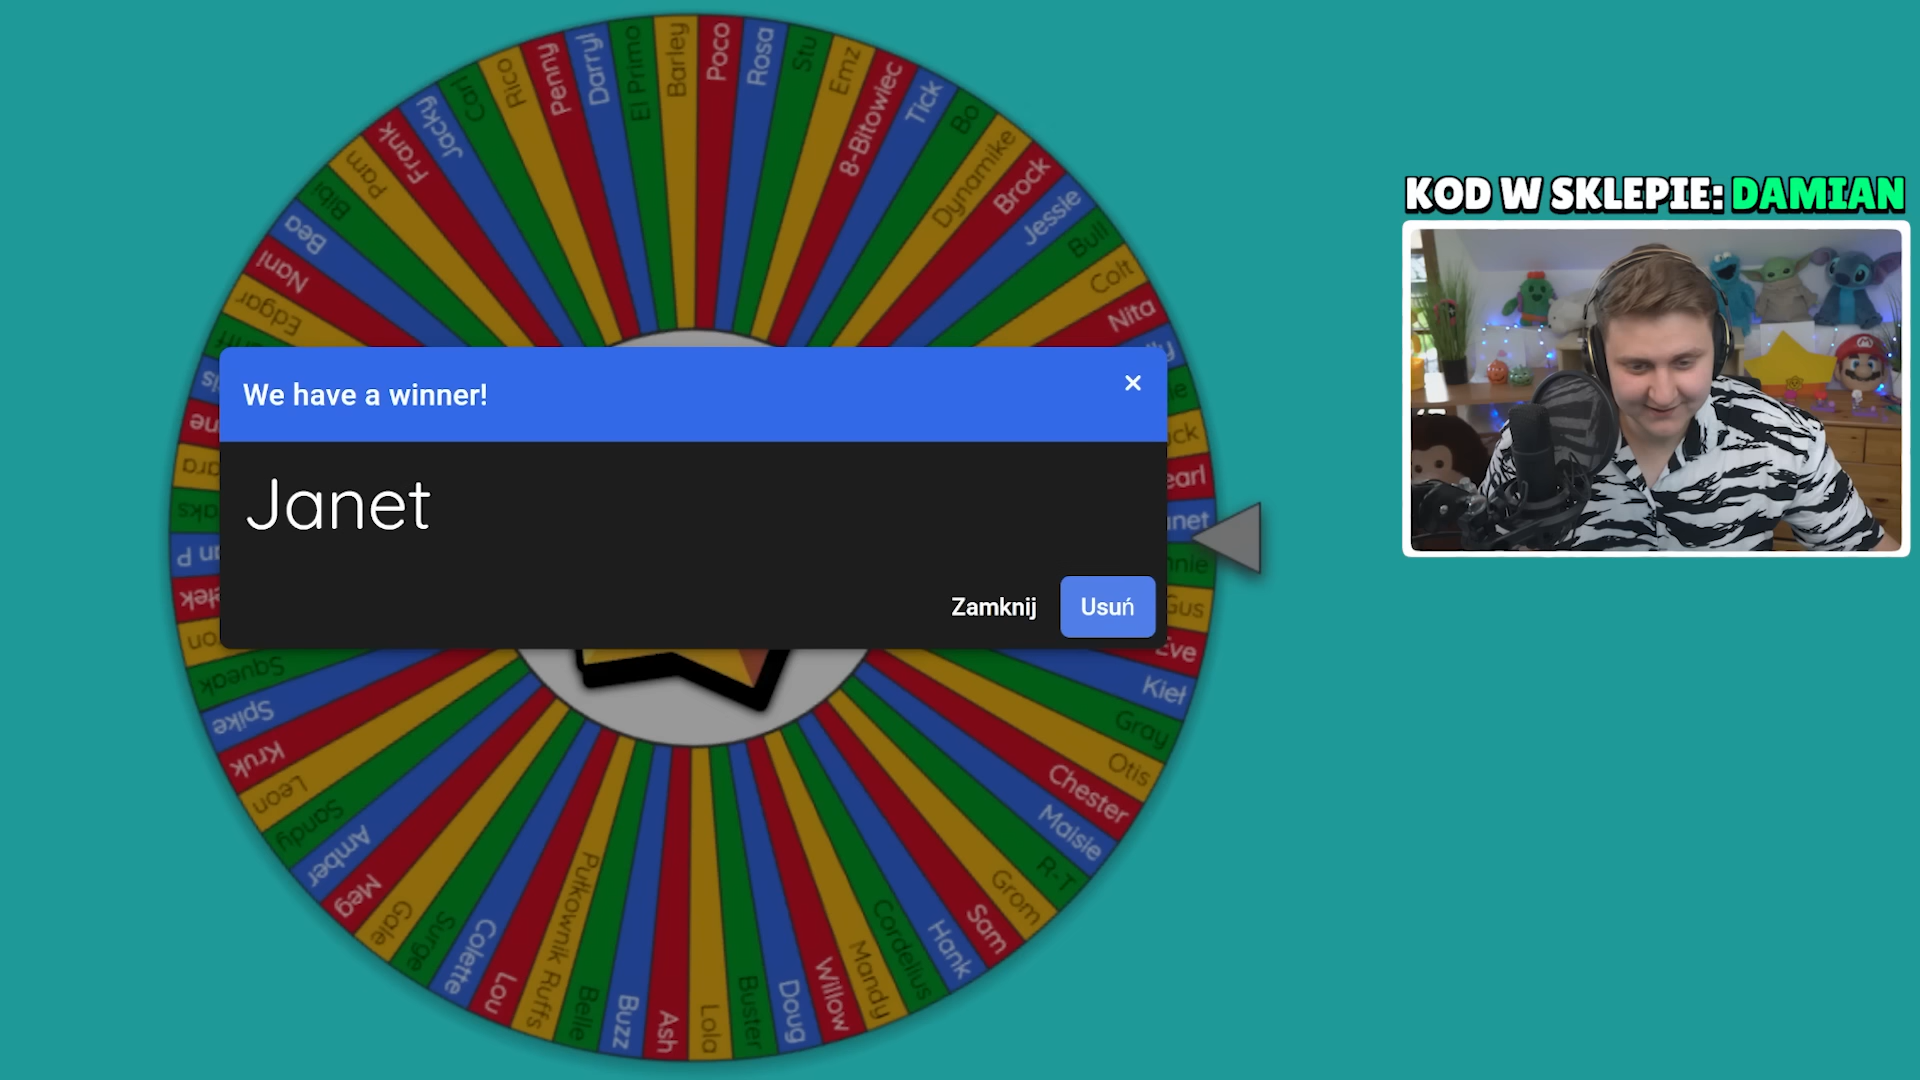 Barley
Poco
Rosa
Stu
Emz
8-Bitowiec
Tick
Bo
Dynamike
Brock
Jessie
Bull
Colt
Nita
Gus
Eve
Kieł
Gray
Otis
Chester
Maisie
R-T
Grom
Sam
Hank
Cordelius
Mandy
Willow
Doug
Buster
Lola
Ash
Buzz
Belle
Pułkownik Ruffs
Lou
Colette
Surge
Gale
Meg
Amber
Sandy
Leon
Kruk
Spike
Squeak
Edgar
Nani
Bea
Bibi
Pam
Frank
Jacky
Carl
Rico
Penny
Darryl
El Primo
KOD W SKLEPIE: DAMIAN
We have a winner!
Janet
Zamknij
Usuń